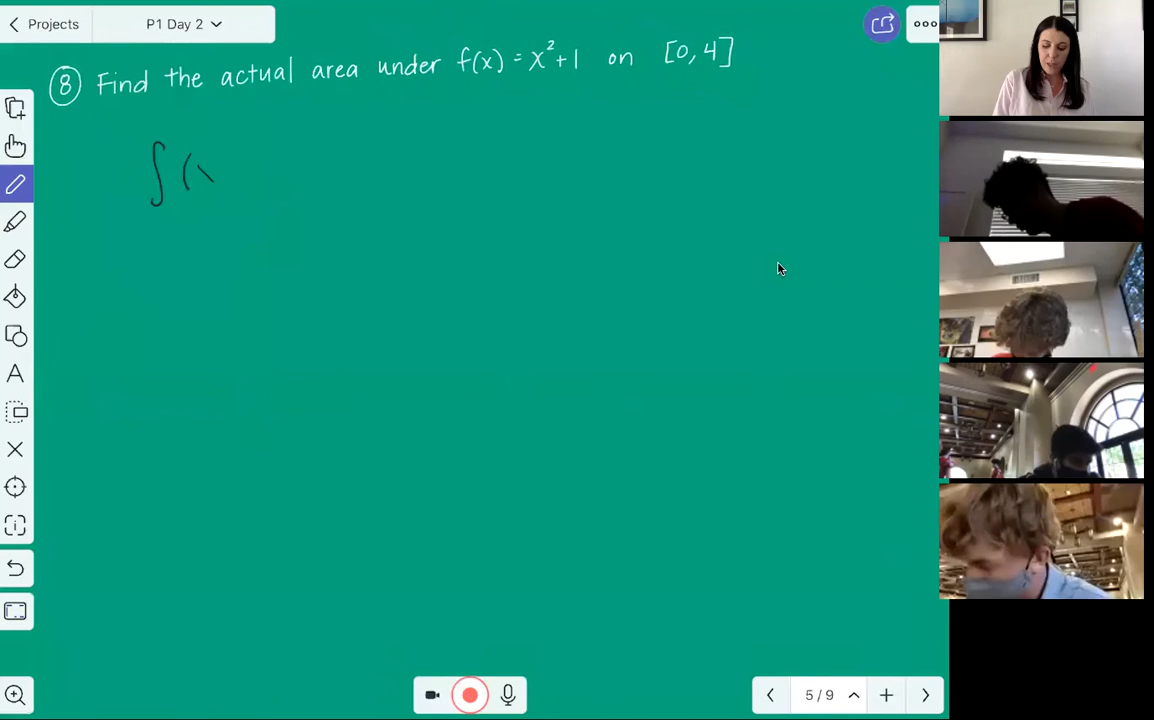 Projects
P1 Day 2
⑧ Find the actual area under f(x) = x²+1 on [0, 4]
∫ (
5 / 9